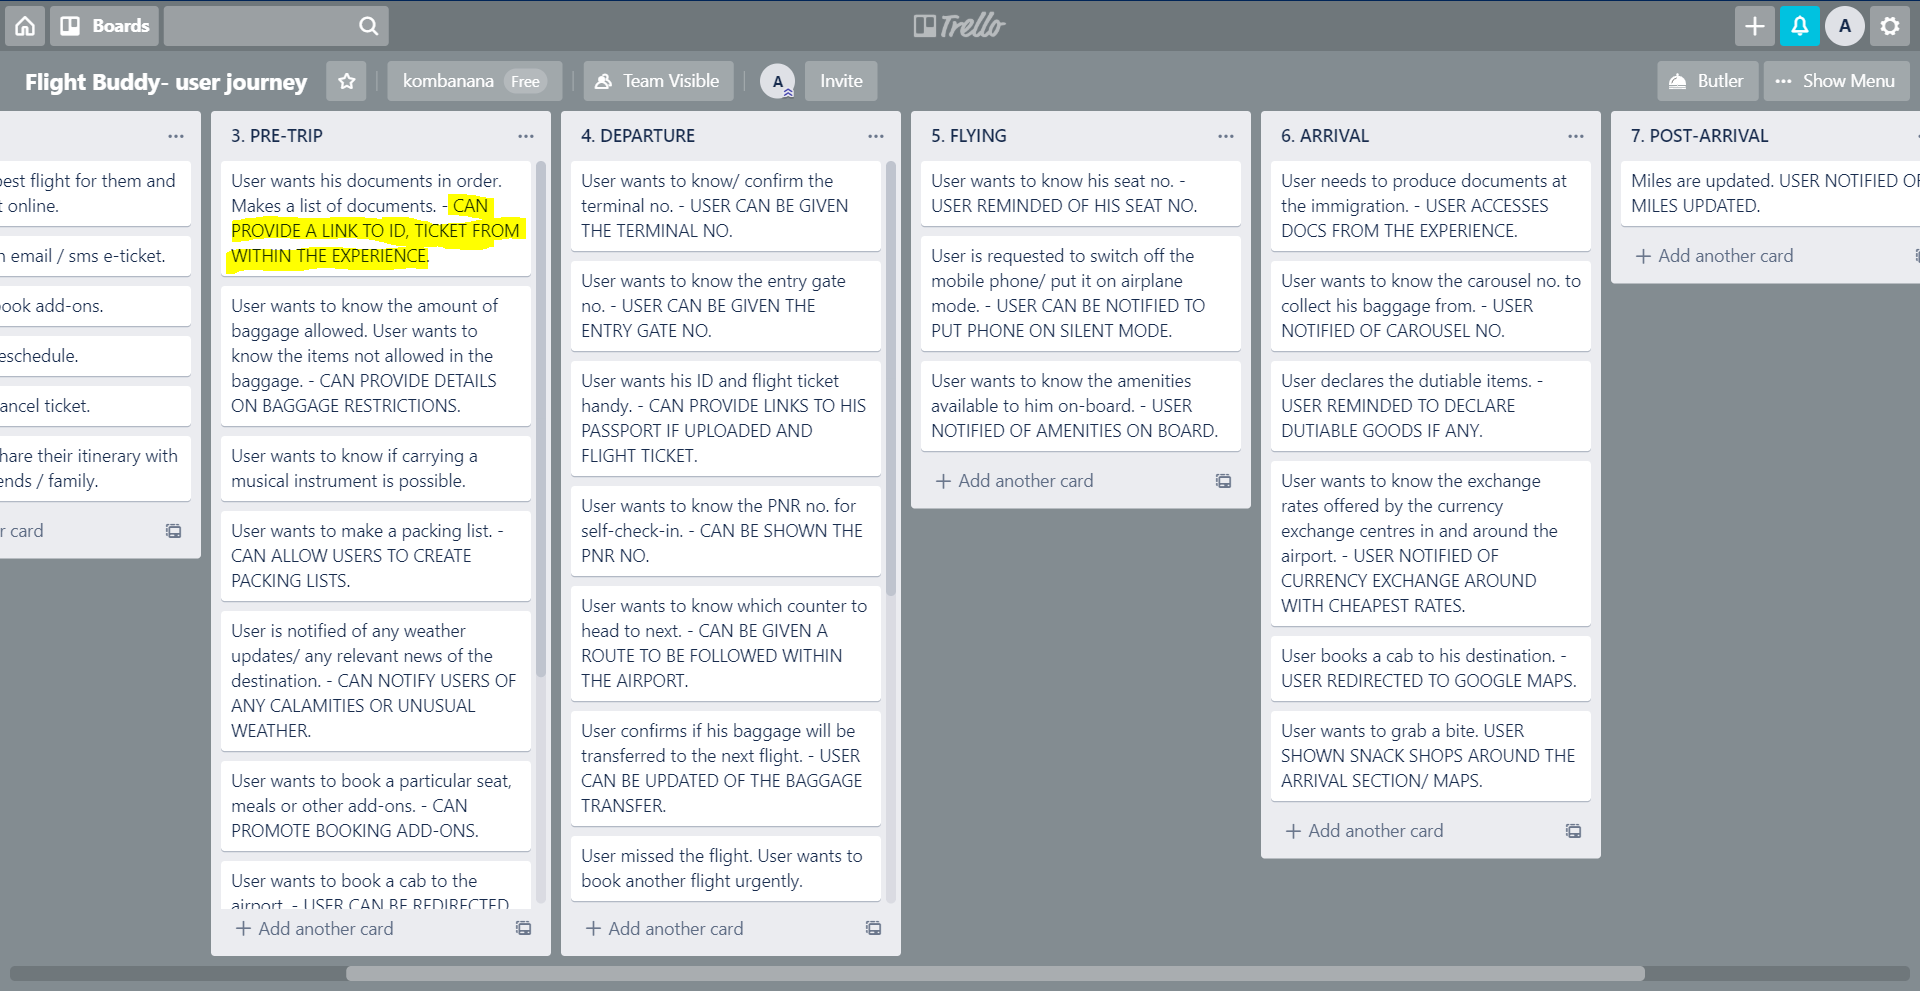 Boards
Trello
A
Flight Buddy- user journey
kombanana Free
Team Visible
A
Invite
Butler
Show Menu
best flight for them and
t online.
n email / sms e-ticket.
book add-ons.
eschedule.
ancel ticket.
hare their itinerary with
ends / family.
r card
3. PRE-TRIP
User wants his documents in order.
Makes a list of documents. - CAN
PROVIDE A LINK TO ID, TICKET FROM
WITHIN THE EXPERIENCE.
User wants to know the amount of
baggage allowed. User wants to
know the items not allowed in the
baggage. - CAN PROVIDE DETAILS
ON BAGGAGE RESTRICTIONS.
User wants to know if carrying a
musical instrument is possible.
User wants to make a packing list. -
CAN ALLOW USERS TO CREATE
PACKING LISTS.
User is notified of any weather
updates/ any relevant news of the
destination. - CAN NOTIFY USERS OF
ANY CALAMITIES OR UNUSUAL
WEATHER.
User wants to book a particular seat,
meals or other add-ons. - CAN
PROMOTE BOOKING ADD-ONS.
User wants to book a cab to the
airport. - USER CAN BE REDIRECTED
+ Add another card
4. DEPARTURE
User wants to know/ confirm the
terminal no. - USER CAN BE GIVEN
THE TERMINAL NO.
User wants to know the entry gate
no. - USER CAN BE GIVEN THE
ENTRY GATE NO.
User wants his ID and flight ticket
handy. - CAN PROVIDE LINKS TO HIS
PASSPORT IF UPLOADED AND
FLIGHT TICKET.
User wants to know the PNR no. for
self-check-in. - CAN BE SHOWN THE
PNR NO.
User wants to know which counter to
head to next. - CAN BE GIVEN A
ROUTE TO BE FOLLOWED WITHIN
THE AIRPORT.
User confirms if his baggage will be
transferred to the next flight. - USER
CAN BE UPDATED OF THE BAGGAGE
TRANSFER.
User missed the flight. User wants to
book another flight urgently.
+ Add another card
5. FLYING
User wants to know his seat no. -
USER REMINDED OF HIS SEAT NO.
User is requested to switch off the
mobile phone/ put it on airplane
mode. - USER CAN BE NOTIFIED TO
PUT PHONE ON SILENT MODE.
User wants to know the amenities
available to him on-board. - USER
NOTIFIED OF AMENITIES ON BOARD.
+ Add another card
6. ARRIVAL
User needs to produce documents at
the immigration. - USER ACCESSES
DOCS FROM THE EXPERIENCE.
User wants to know the carousel no. to
collect his baggage from. - USER
NOTIFIED OF CAROUSEL NO.
User declares the dutiable items. -
USER REMINDED TO DECLARE
DUTIABLE GOODS IF ANY.
User wants to know the exchange
rates offered by the currency
exchange centres in and around the
airport. - USER NOTIFIED OF
CURRENCY EXCHANGE AROUND
WITH CHEAPEST RATES.
User books a cab to his destination. -
USER REDIRECTED TO GOOGLE MAPS.
User wants to grab a bite. USER
SHOWN SNACK SHOPS AROUND THE
ARRIVAL SECTION/ MAPS.
+ Add another card
7. POST-ARRIVAL
Miles are updated. USER NOTIFIED OF
MILES UPDATED.
+ Add another card